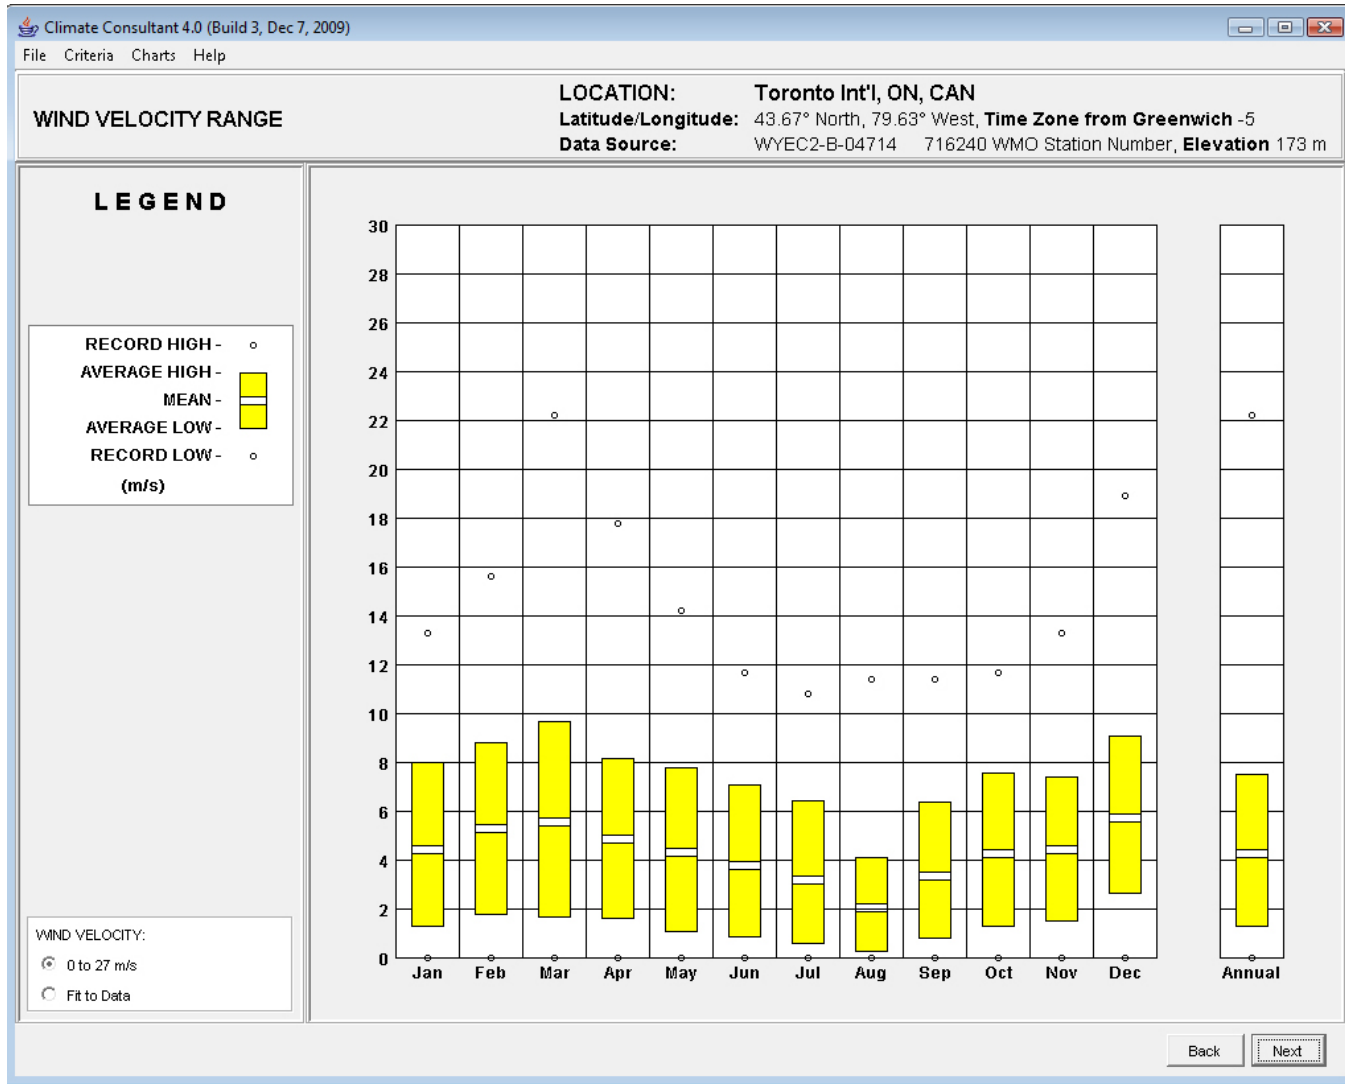 Climate Consultant 4.0 (Build 3, Dec 7, 2009)
File Criteria Charts Help
WIND VELOCITY RANGE
LOCATION: Toronto Int'l, ON, CAN
Latitude/Longitude: 43.67° North, 79.63° West, Time Zone from Greenwich -5
Data Source: WYEC2-B-04714 716240 WMO Station Number, Elevation 173 m
LEGEND
RECORD HIGH -
AVERAGE HIGH -
MEAN -
AVERAGE LOW -
RECORD LOW -
(m/s)
WIND VELOCITY:
0 to 27 m/s
Fit to Data
30
28
26
24
22
20
18
16
14
12
10
8
6
4
2
0
Jan Feb Mar Apr May Jun Jul Aug Sep Oct Nov Dec Annual
Back Next